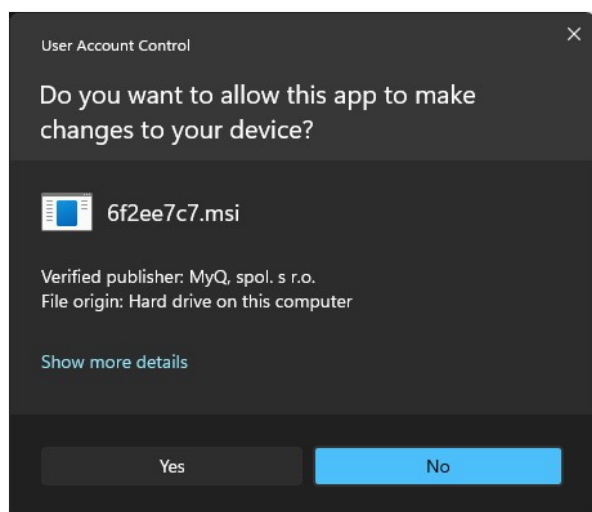 User Account Control
Do you want to allow this app to make
changes to your device?
6f2ee7c7.msi
Verified publisher: MyQ, spol. s r.o.
File origin: Hard drive on this computer
Show more details
Yes
No